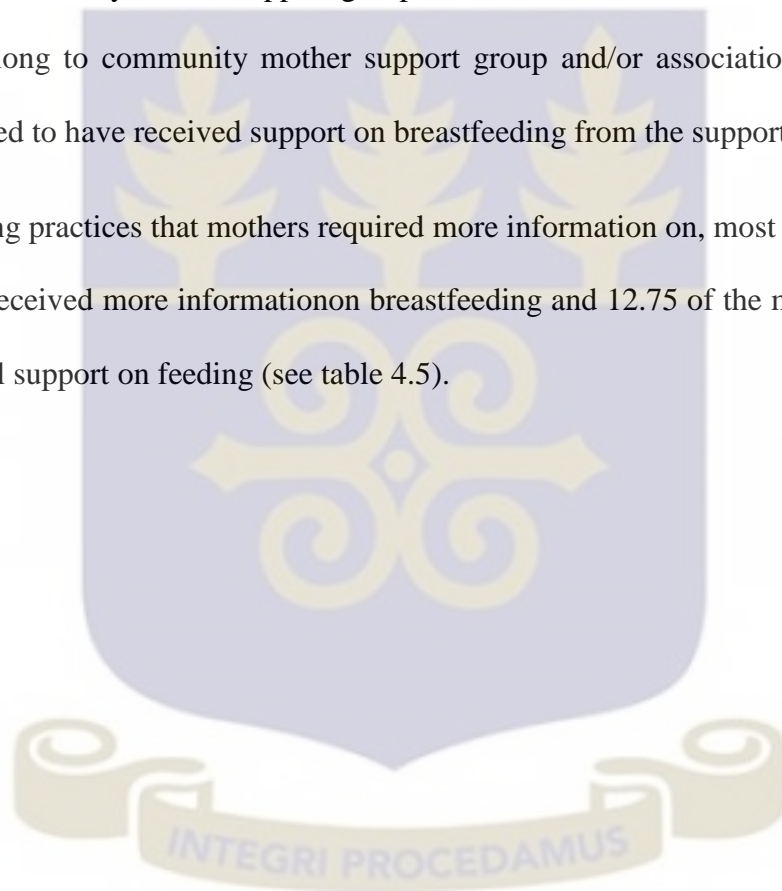 long to community mother support group and/or associatio
ed to have received support on breastfeeding from the support
ng practices that mothers required more information on, most
eceived more informationon breastfeeding and 12.75 of the
l support on feeding (see table 4.5).
INTEGRI PROCEDAMUS